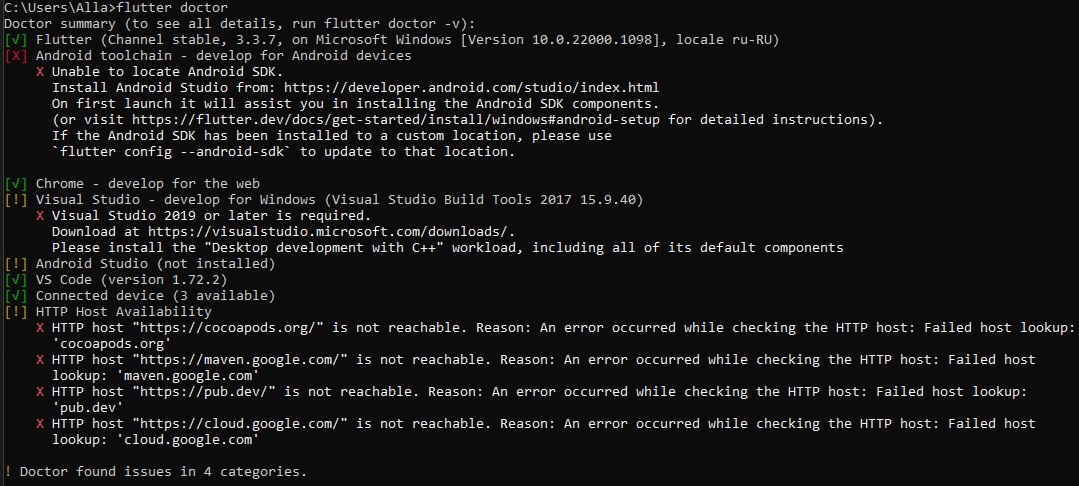 C:\Users\Alla>flutter doctor
Doctor summary (to see all details, run flutter doctor -v):
[√] Flutter (Channel stable, 3.3.7, on Microsoft Windows [Version 10.0.22000.1098], locale ru-RU)
[X] Android toolchain - develop for Android devices
X Unable to locate Android SDK.
Install Android Studio from: https://developer.android.com/studio/index.html
On first launch it will assist you in installing the Android SDK components.
(or visit https://flutter.dev/docs/get-started/install/windows#android-setup for detailed instructions).
If the Android SDK has been installed to a custom location, please use
`flutter config --android-sdk` to update to that location.
[√] Chrome - develop for the web
[!] Visual Studio - develop for Windows (Visual Studio Build Tools 2017 15.9.40)
X Visual Studio 2019 or later is required.
Download at https://visualstudio.microsoft.com/downloads/.
Please install the "Desktop development with C++" workload, including all of its default components
[!] Android Studio (not installed)
[√] VS Code (version 1.72.2)
[√] Connected device (3 available)
[!] HTTP Host Availability
X HTTP host "https://cocoapods.org/" is not reachable. Reason: An error occurred while checking the HTTP host: Failed host lookup:
'cocoapods.org'
X HTTP host "https://maven.google.com/" is not reachable. Reason: An error occurred while checking the HTTP host: Failed host
lookup: 'maven.google.com'
X HTTP host "https://pub.dev/" is not reachable. Reason: An error occurred while checking the HTTP host: Failed host lookup:
'pub.dev'
X HTTP host "https://cloud.google.com/" is not reachable. Reason: An error occurred while checking the HTTP host: Failed host
lookup: 'cloud.google.com'
! Doctor found issues in 4 categories.